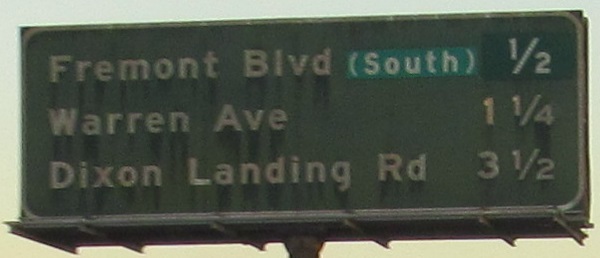 Fremont Blvd (South) 1/2
Warren Ave 1 1/4
Dixon Landing Rd 3 1/2